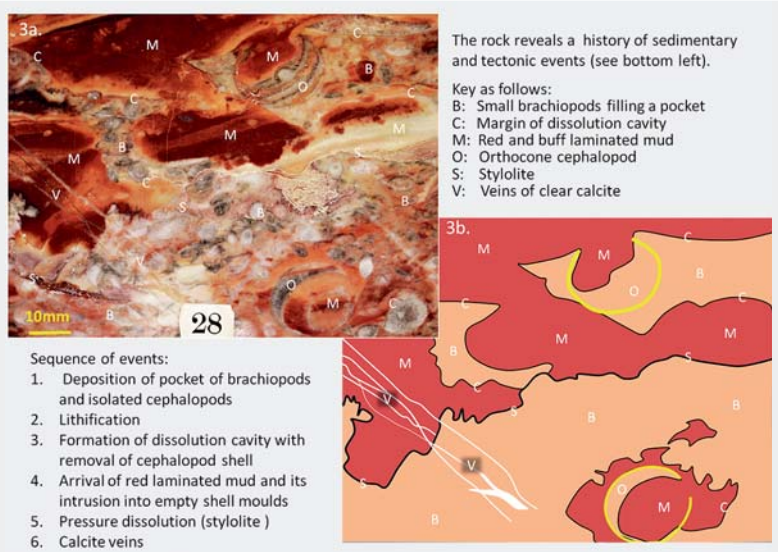 3a.
C
M
M
C
B
O
C
C
M
M
B
M
S
V
C
S
B
B
V
S
O
M
C
B
10mm
28
The rock reveals a history of sedimentary
and tectonic events (see bottom left).
Key as follows:
B: Small brachiopods filling a pocket
C: Margin of dissolution cavity
M: Red and buff laminated mud
O: Orthocone cephalopod
S: Stylolite
V: Veins of clear calcite
3b.
M
M
C
B
O
C
C
M
M
B
M
S
C
V
S
B
B
V
S
O
M
C
B
Sequence of events:
1. Deposition of pocket of brachiopods
and isolated cephalopods
2. Lithification
3. Formation of dissolution cavity with
removal of cephalopod shell
4. Arrival of red laminated mud and its
intrusion into empty shell moulds
5. Pressure dissolution (stylolite )
6. Calcite veins